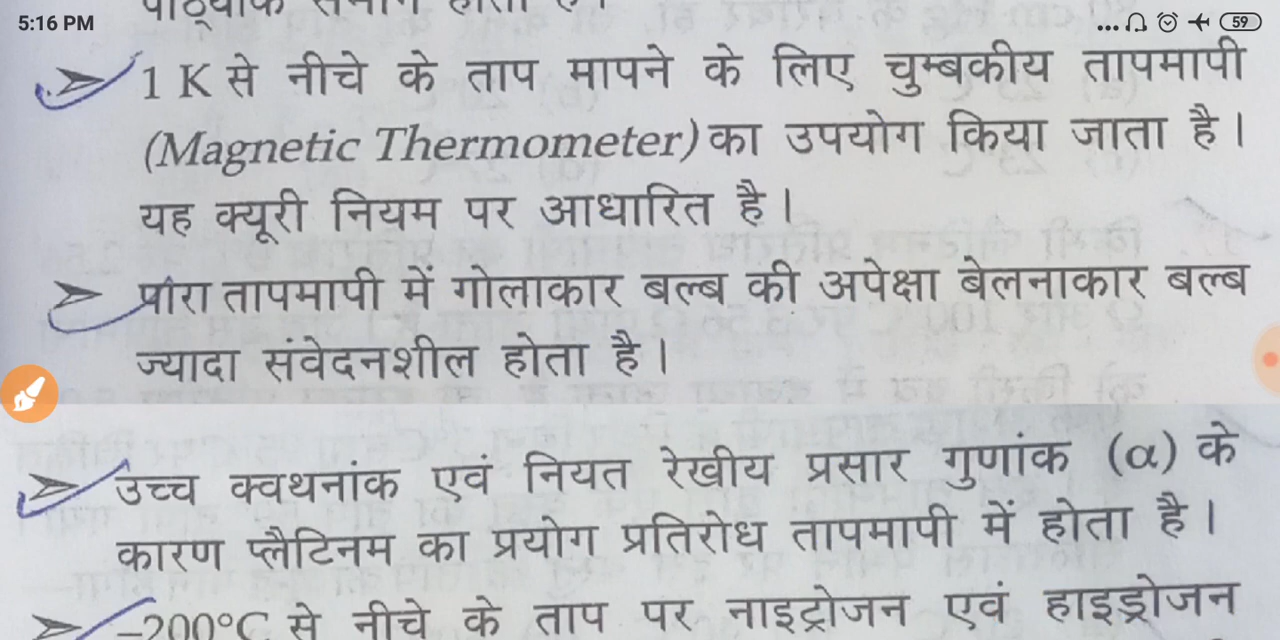 5:16 PM
... 59
1 K से नीचे के ताप मापने के लिए चुम्बकीय तापमापी
(Magnetic Thermometer) का उपयोग किया जाता है।
यह क्यूरी नियम पर आधारित है।
पारा तापमापी में गोलाकार बल्ब की अपेक्षा बेलनाकार बल्ब
ज्यादा संवेदनशील होता है।
उच्च क्वथनांक एवं नियत रेखीय प्रसार गुणांक (α) के
कारण प्लैटिनम का प्रयोग प्रतिरोध तापमापी में होता है।
–200°C से नीचे के ताप पर नाइट्रोजन एवं हाइड्रोजन